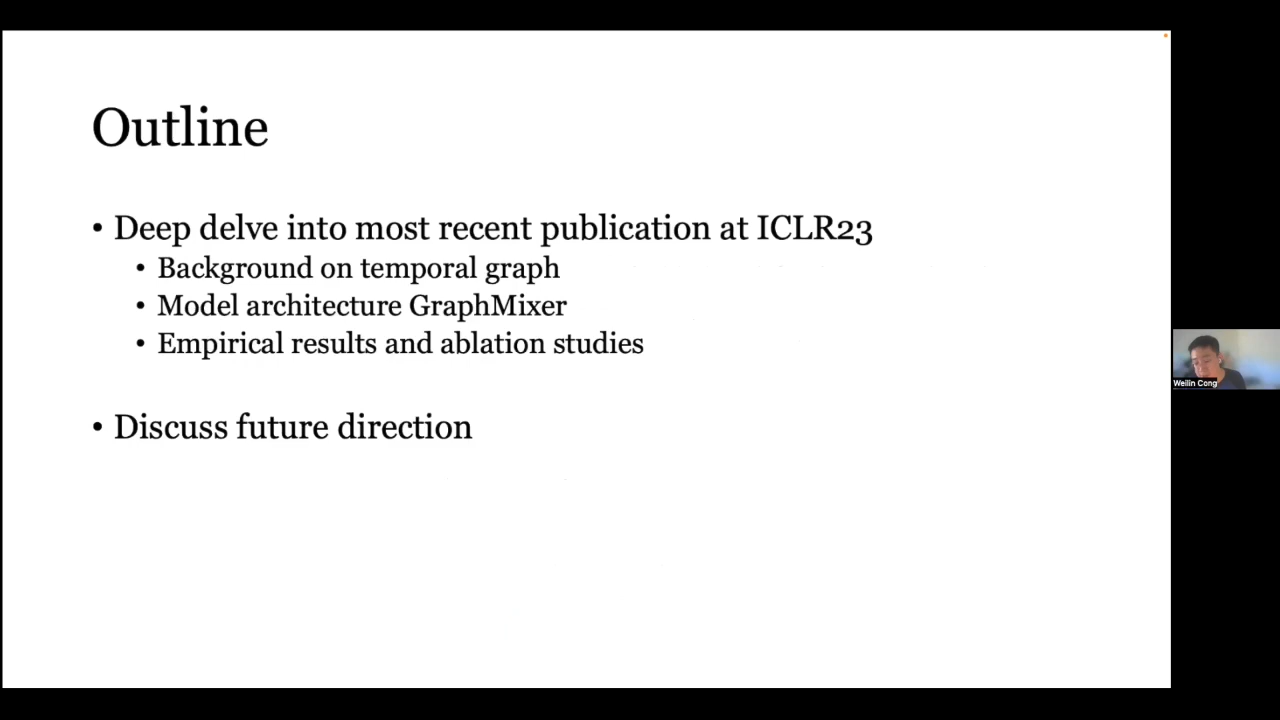 Outline
• Deep delve into most recent publication at ICLR23
• Background on temporal graph
• Model architecture GraphMixer
• Empirical results and ablation studies
• Discuss future direction
Weilin Cong